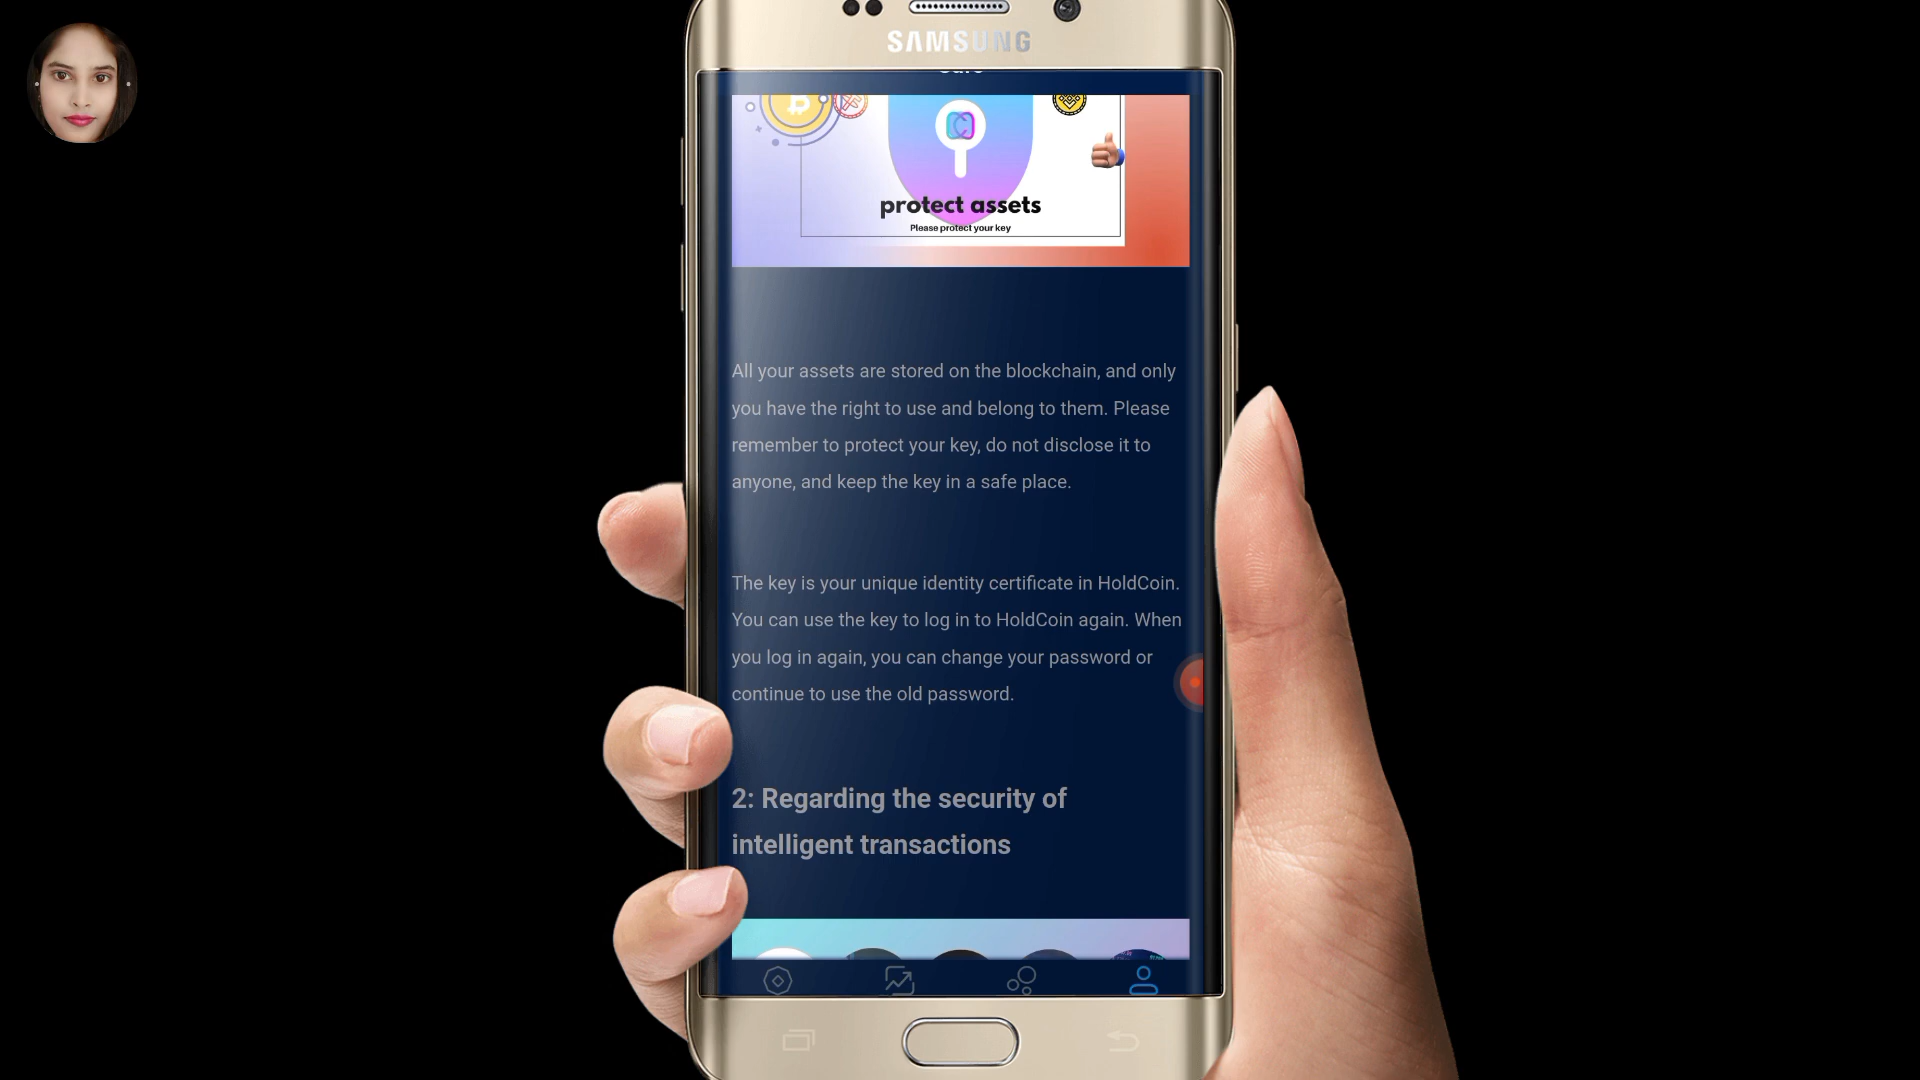 SAMSUNG
protect assets
Please protect your key
All your assets are stored on the blockchain, and only
you have the right to use and belong to them. Please
remember to protect your key, do not disclose it to
anyone, and keep the key in a safe place.
The key is your unique identity certificate in HoldCoin.
You can use the key to log in to HoldCoin again. When
you log in again, you can change your password or
continue to use the old password.
2: Regarding the security of
intelligent transactions